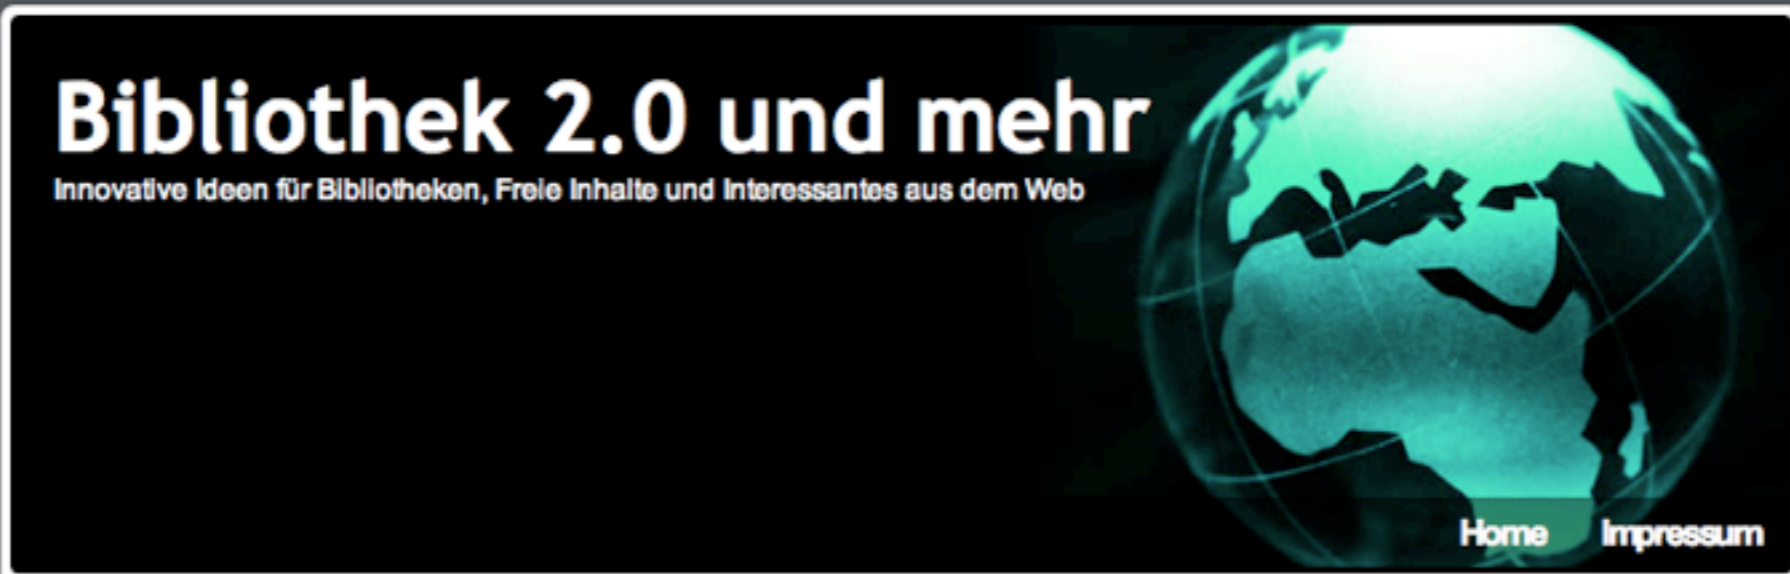 Bibliothek 2.0 und mehr
Innovative Ideen für Bibliotheken, Freie Inhalte und Interessantes aus dem Web
Home Impressum